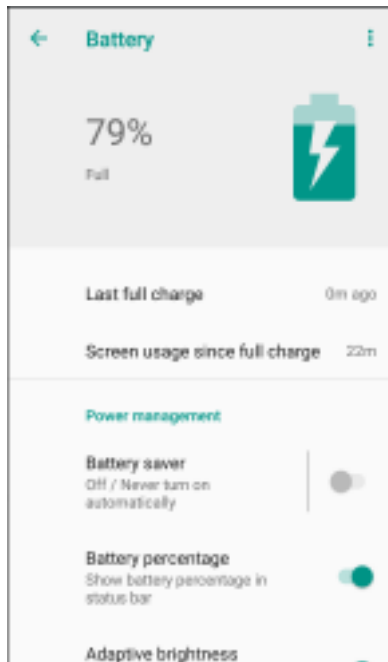 Battery
79%
Full
Last full charge 0m ago
Screen usage since full charge 22m
Power management
Battery saver
Off / Never turn on
automatically
Battery percentage
Show battery percentage in
status bar
Adaptive brightness